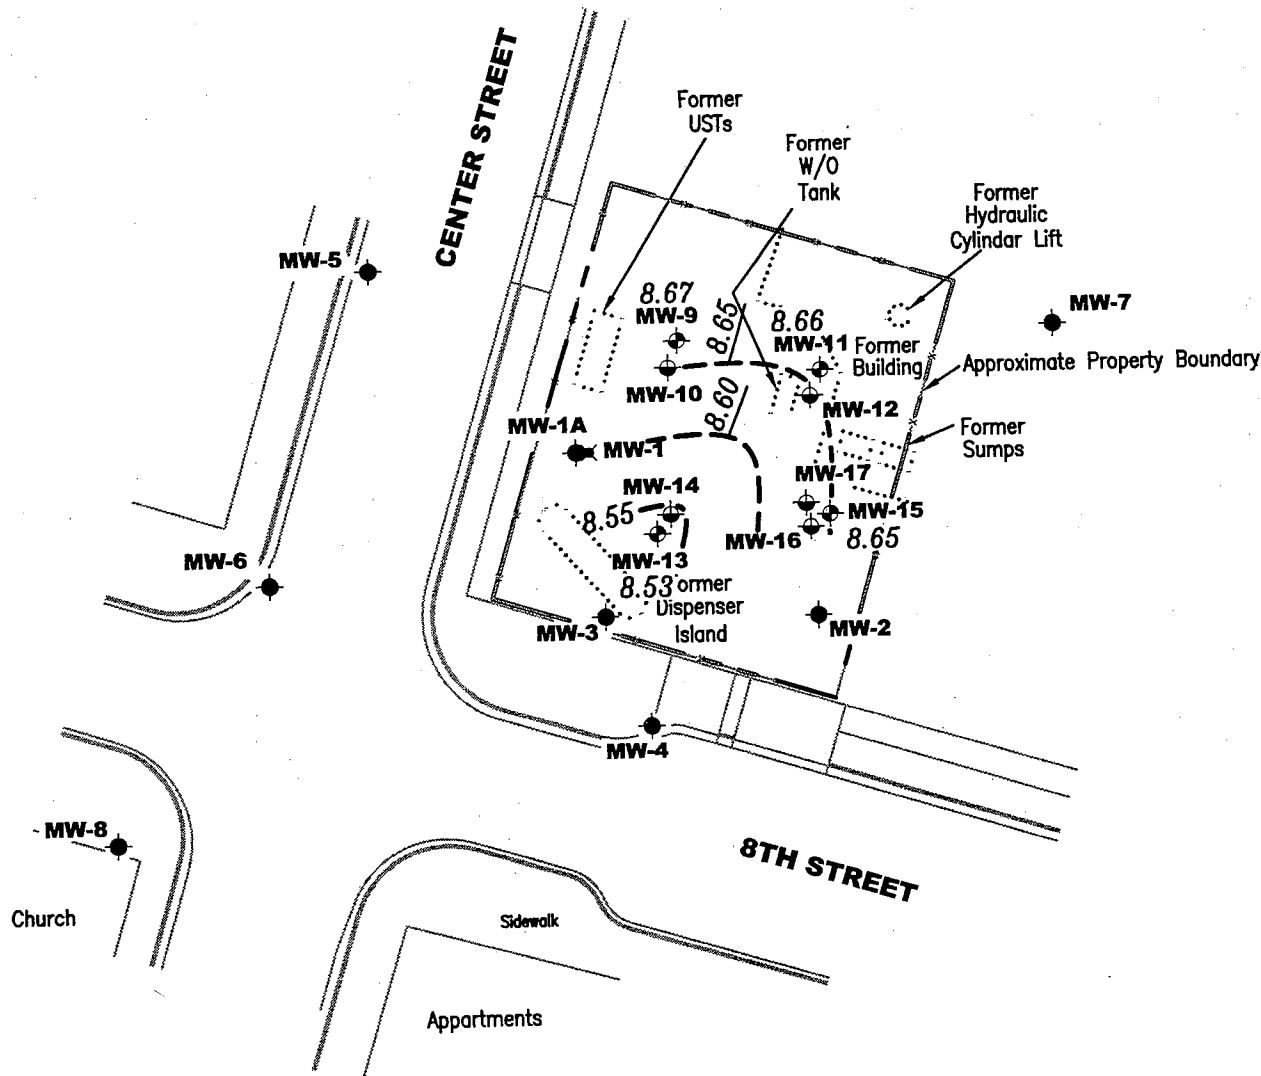 CENTER STREET
Former
USTs
Former
W/O
Tank
Former
Hydraulic
Cylindar Lift
MW-5
8.67
MW-9
8.65
8.66
MW-11
MW-7
Former
Building
Approximate Property Boundary
MW-10
8.60
MW-12
MW-1A
MW-1
Former
Sumps
MW-17
MW-14
8.55
MW-15
MW-16
8.65
MW-13
MW-6
8.53
ormer
Dispenser
Island
MW-3
MW-2
MW-4
MW-8
8TH STREET
Church
Sidewalk
Appartments